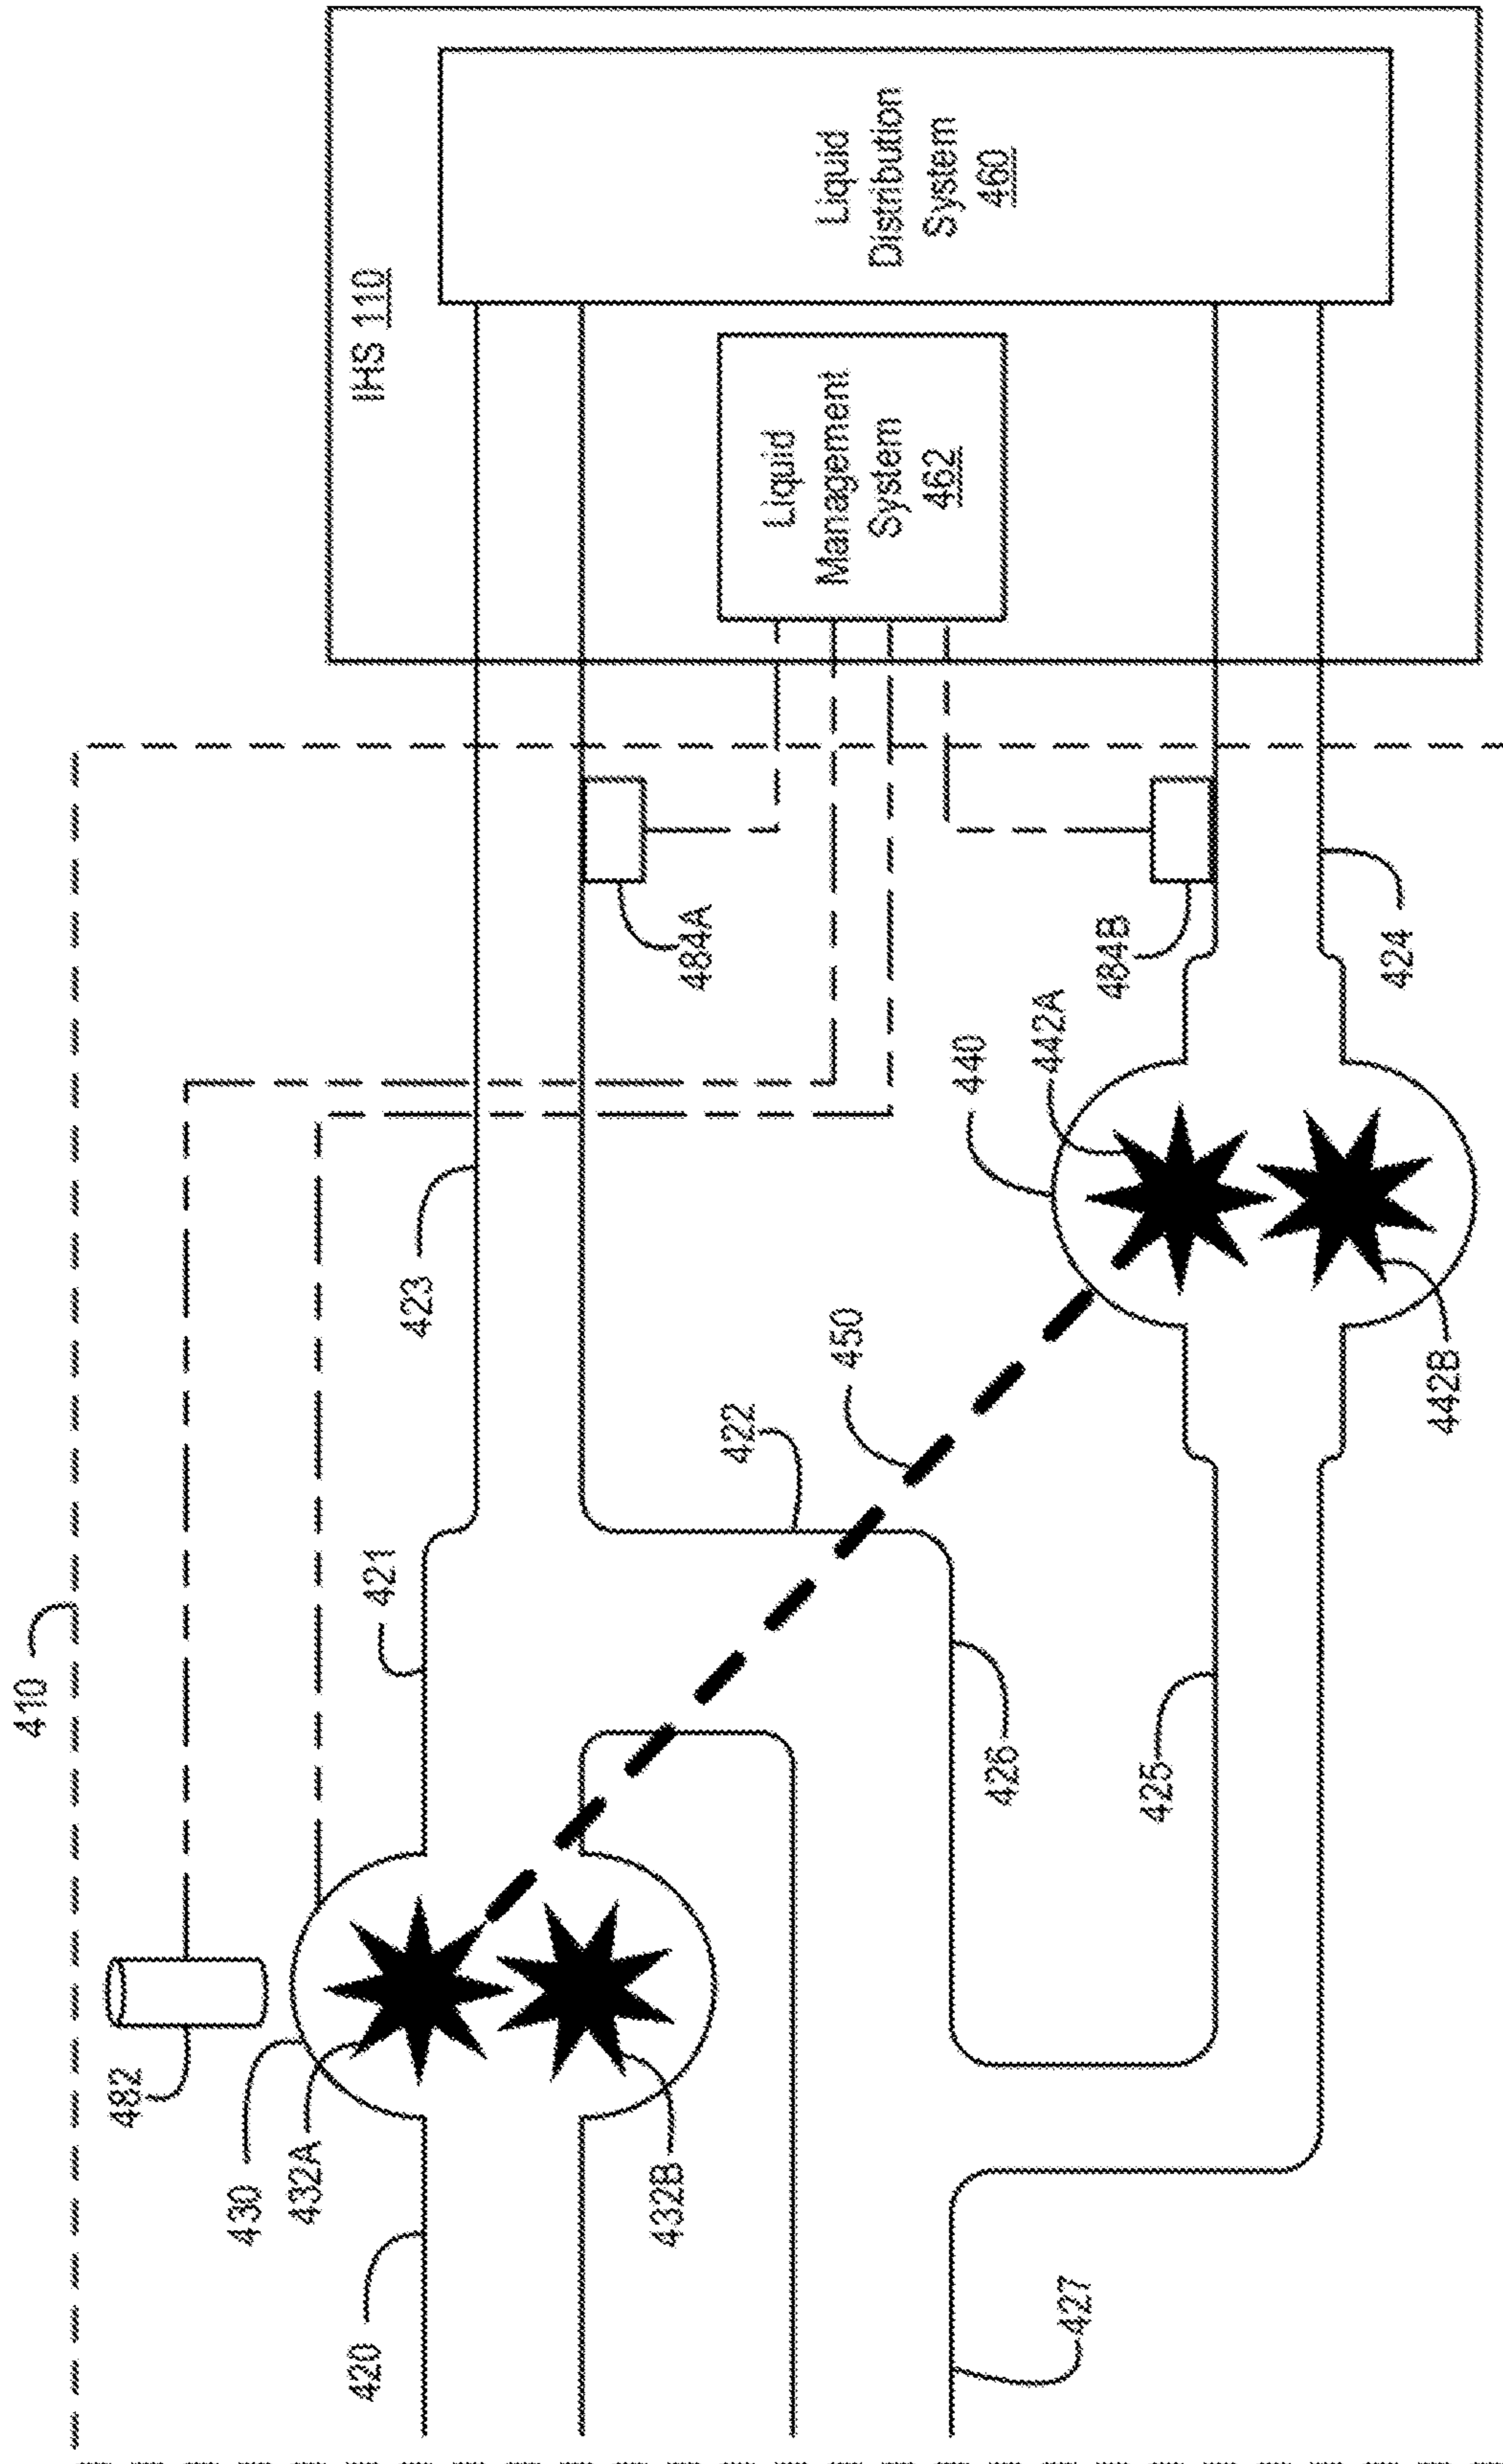 410
482
430
432A
432B
420
421
423
422
450
426
425
427
440
442A
442B
484A
484B
424
IHS 110
Liquid
Management
System
462
Liquid
Distribution
System
460